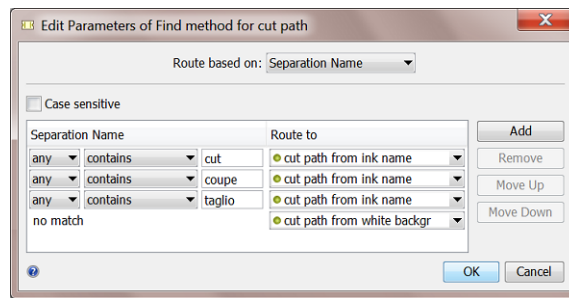 Edit Parameters of Find method for cut path
Route based on: Separation Name
Case sensitive
Separation Name Route to Add
any contains cut cut path from ink name Remove
any contains coupe cut path from ink name Move Up
any contains taglio cut path from ink name Move Down
no match cut path from white backgr
OK Cancel